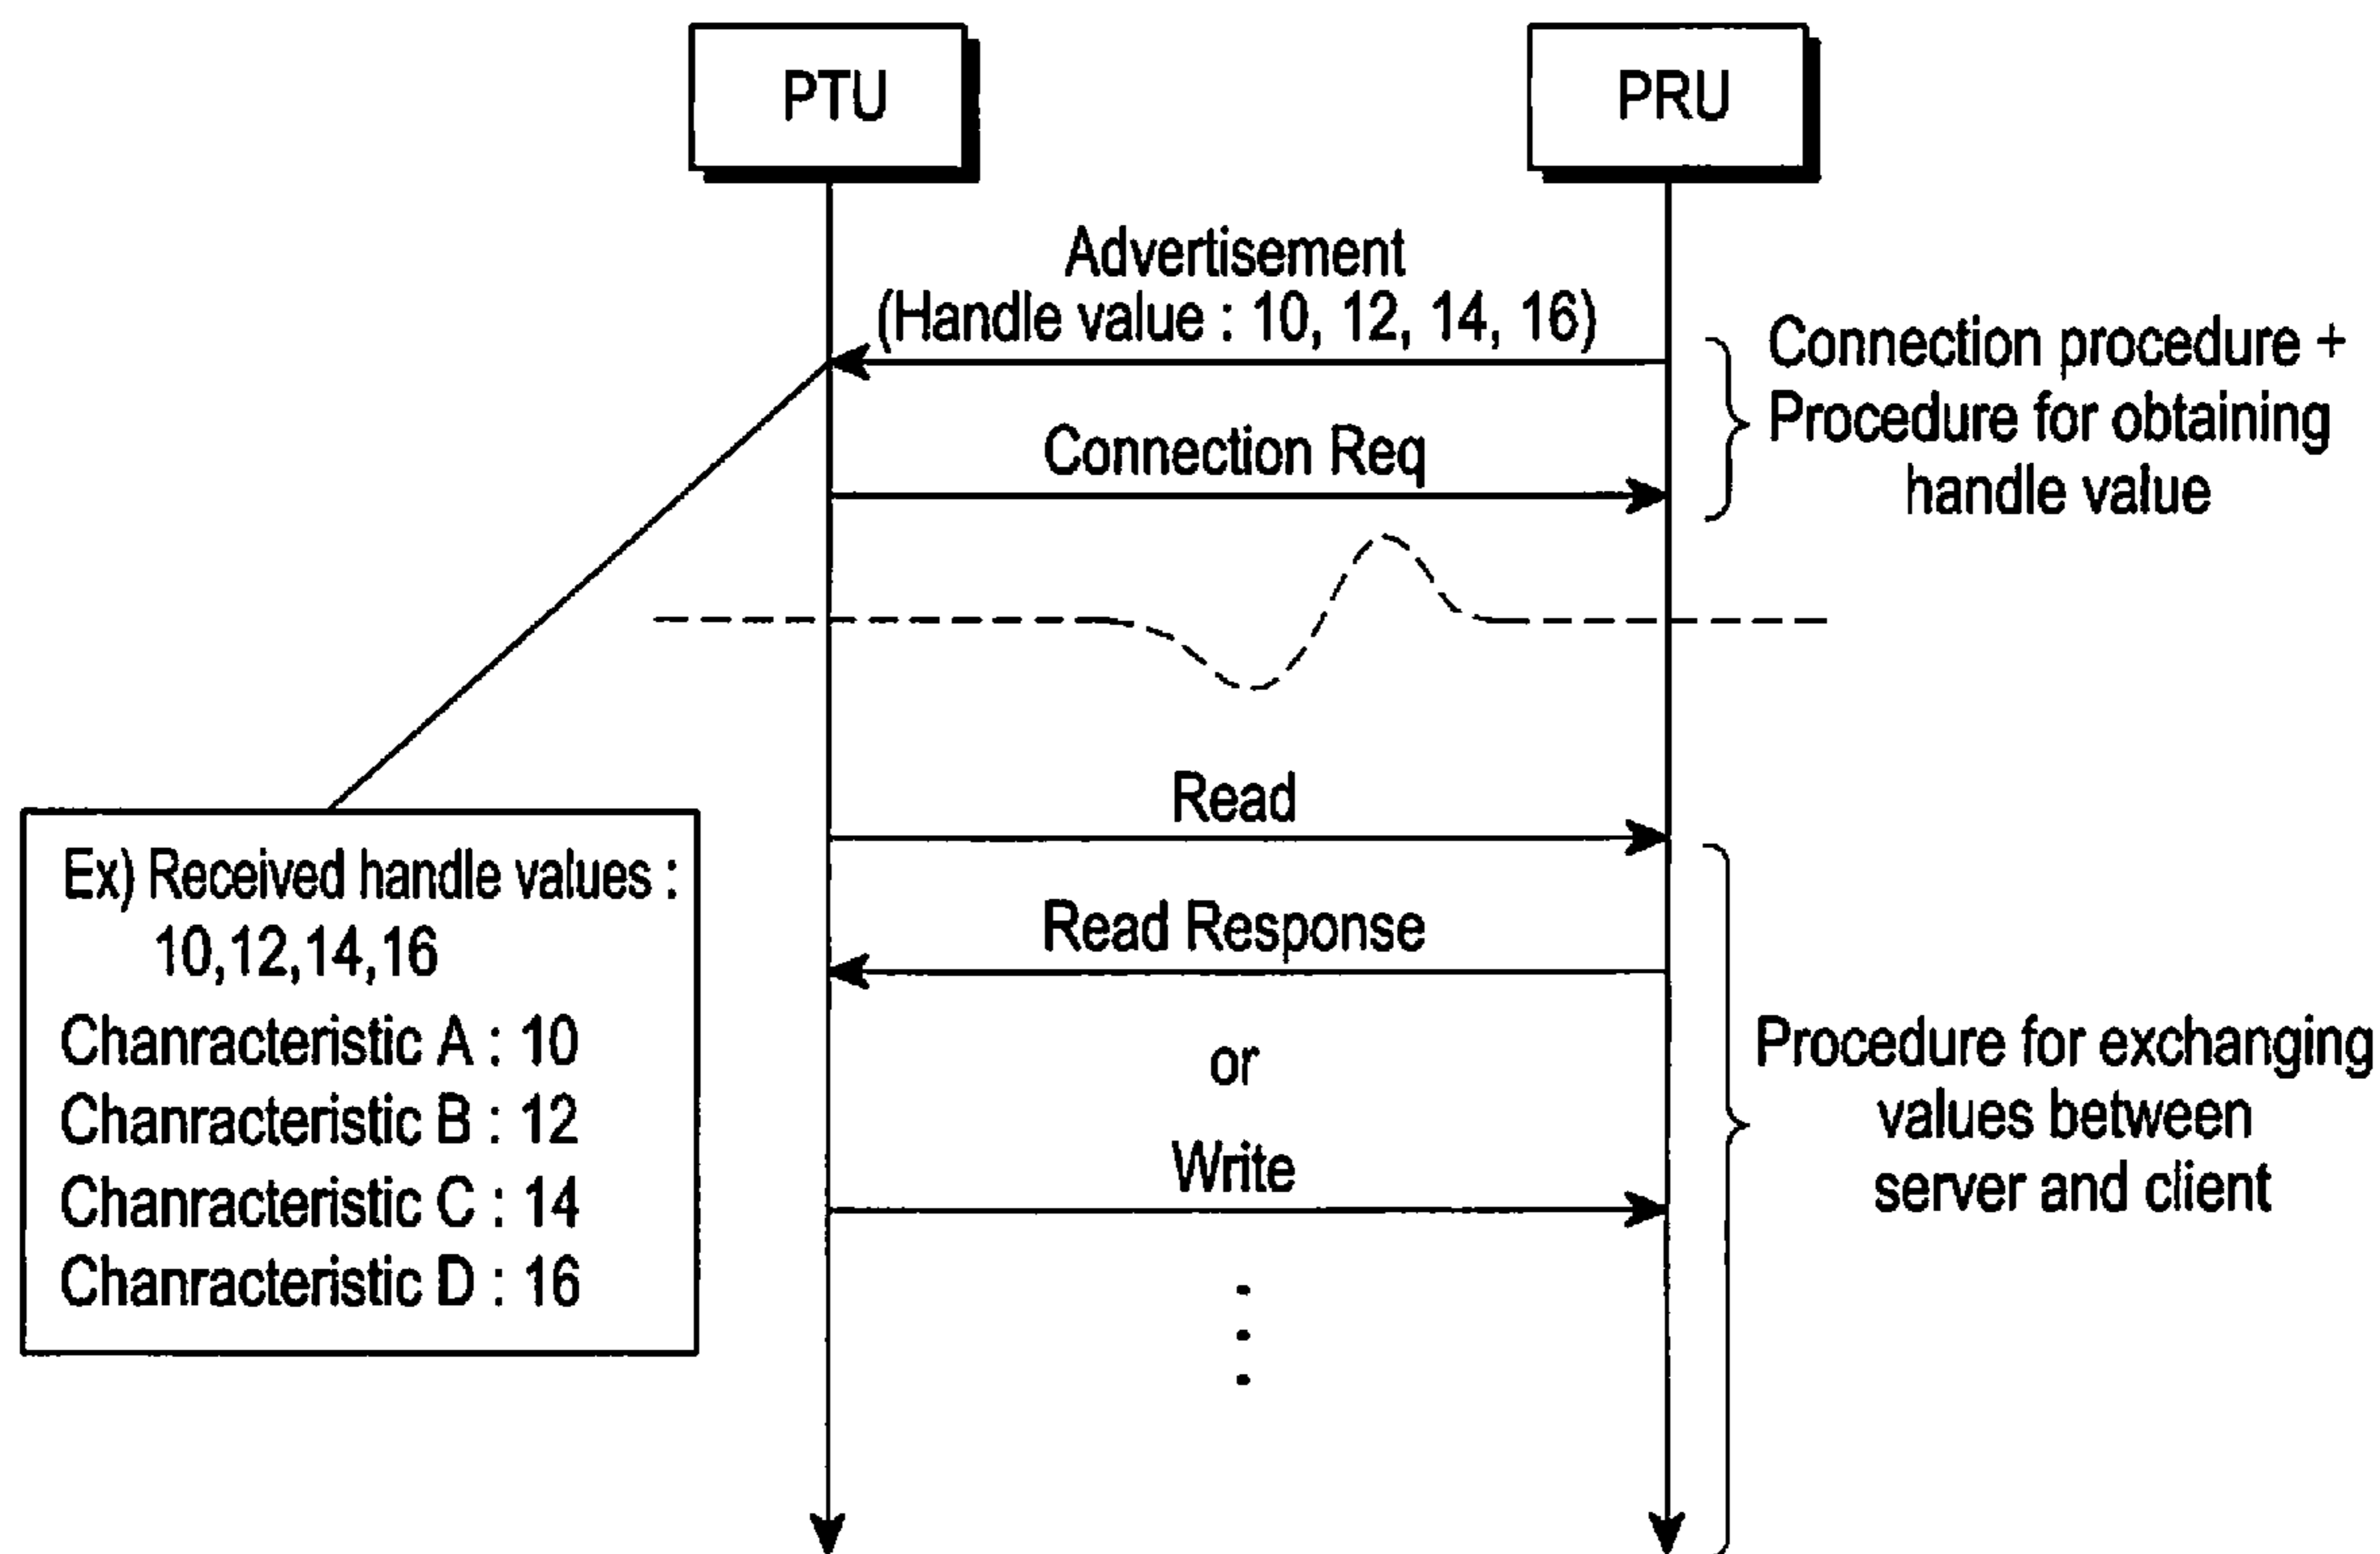 PTU
PRU
Advertisement
(Handle value : 10, 12, 14, 16)
Connection procedure +
Procedure for obtaining
handle value
Connection Req
Read
Ex) Received handle values :
10,12,14,16
Chanracteristic A : 10
Chanracteristic B : 12
Chanracteristic C : 14
Chanracteristic D : 16
Read Response
or
Write
Procedure for exchanging
values between
server and client